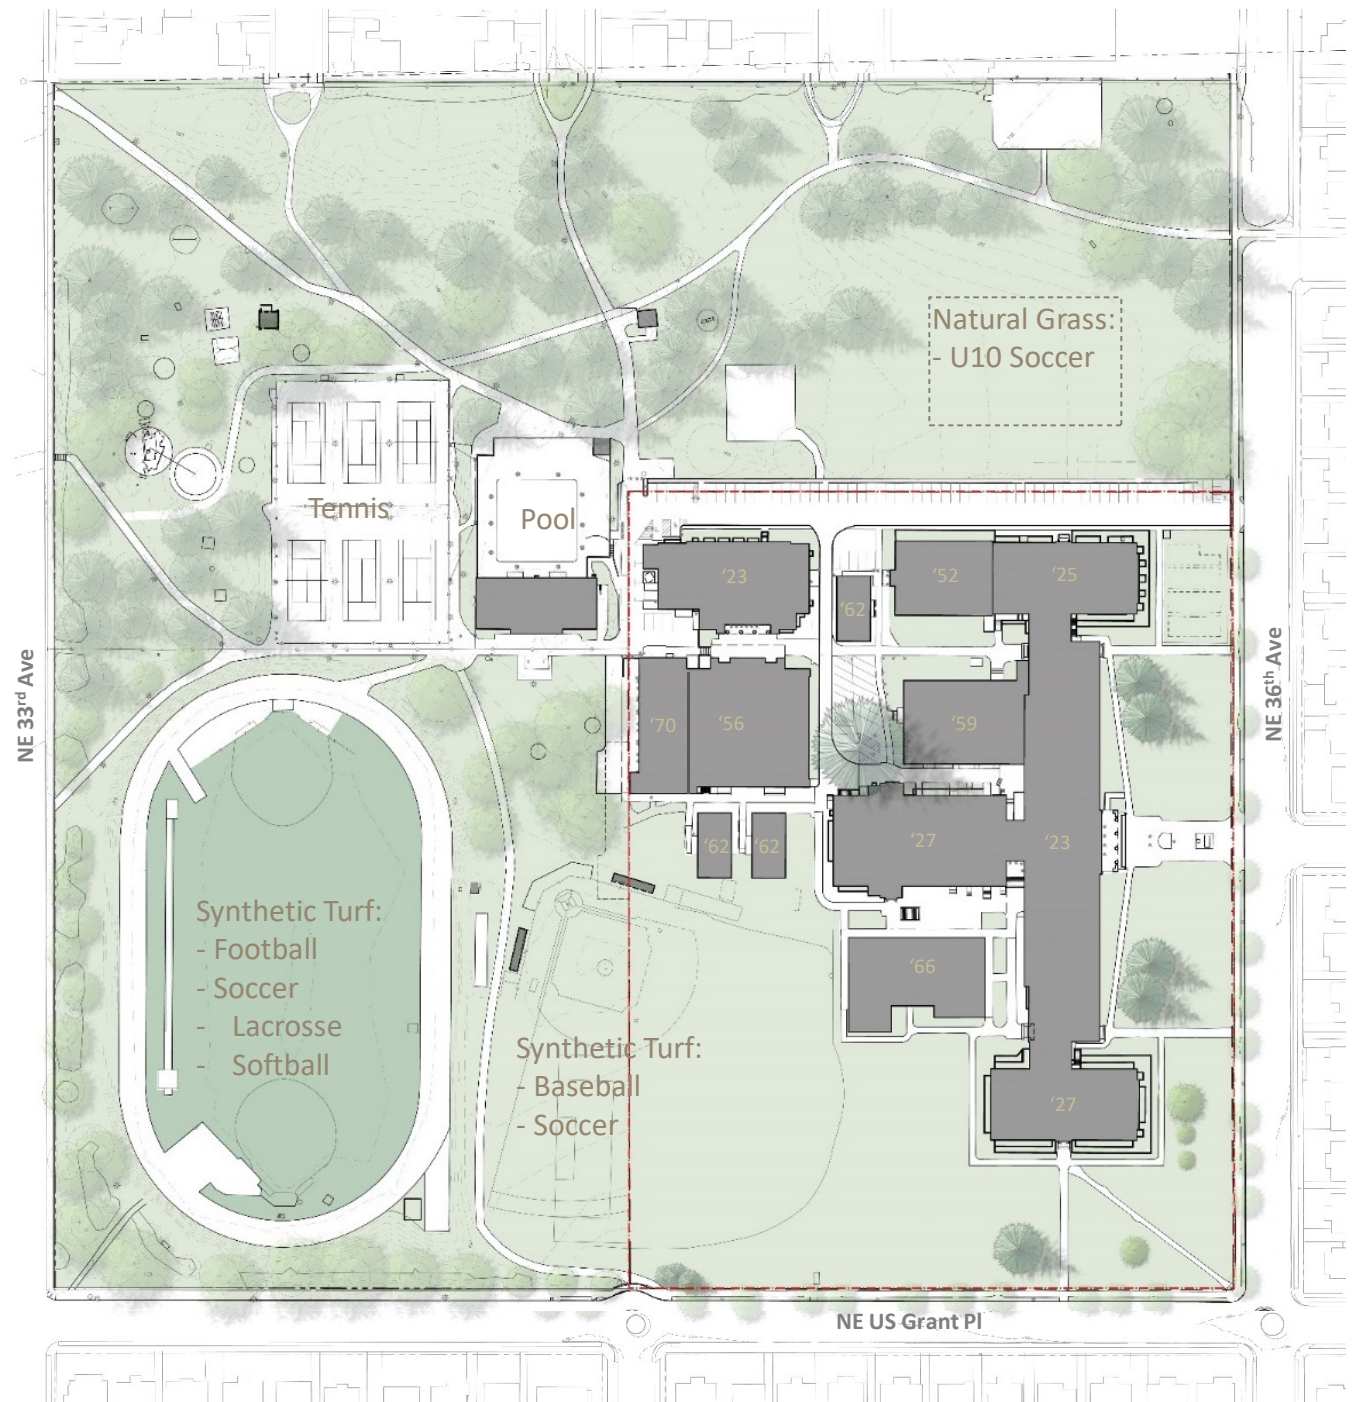 Natural Grass:
- U10 Soccer
Tennis
Pool
‘23
‘62
‘52
‘25
NE 33rd Ave
NE 36th Ave
‘70
‘56
‘59
‘62
‘62
‘27
‘23
Synthetic Turf:
- Football
- Soccer
- Lacrosse
- Softball
‘66
Synthetic Turf:
- Baseball
- Soccer
‘27
NE US Grant Pl